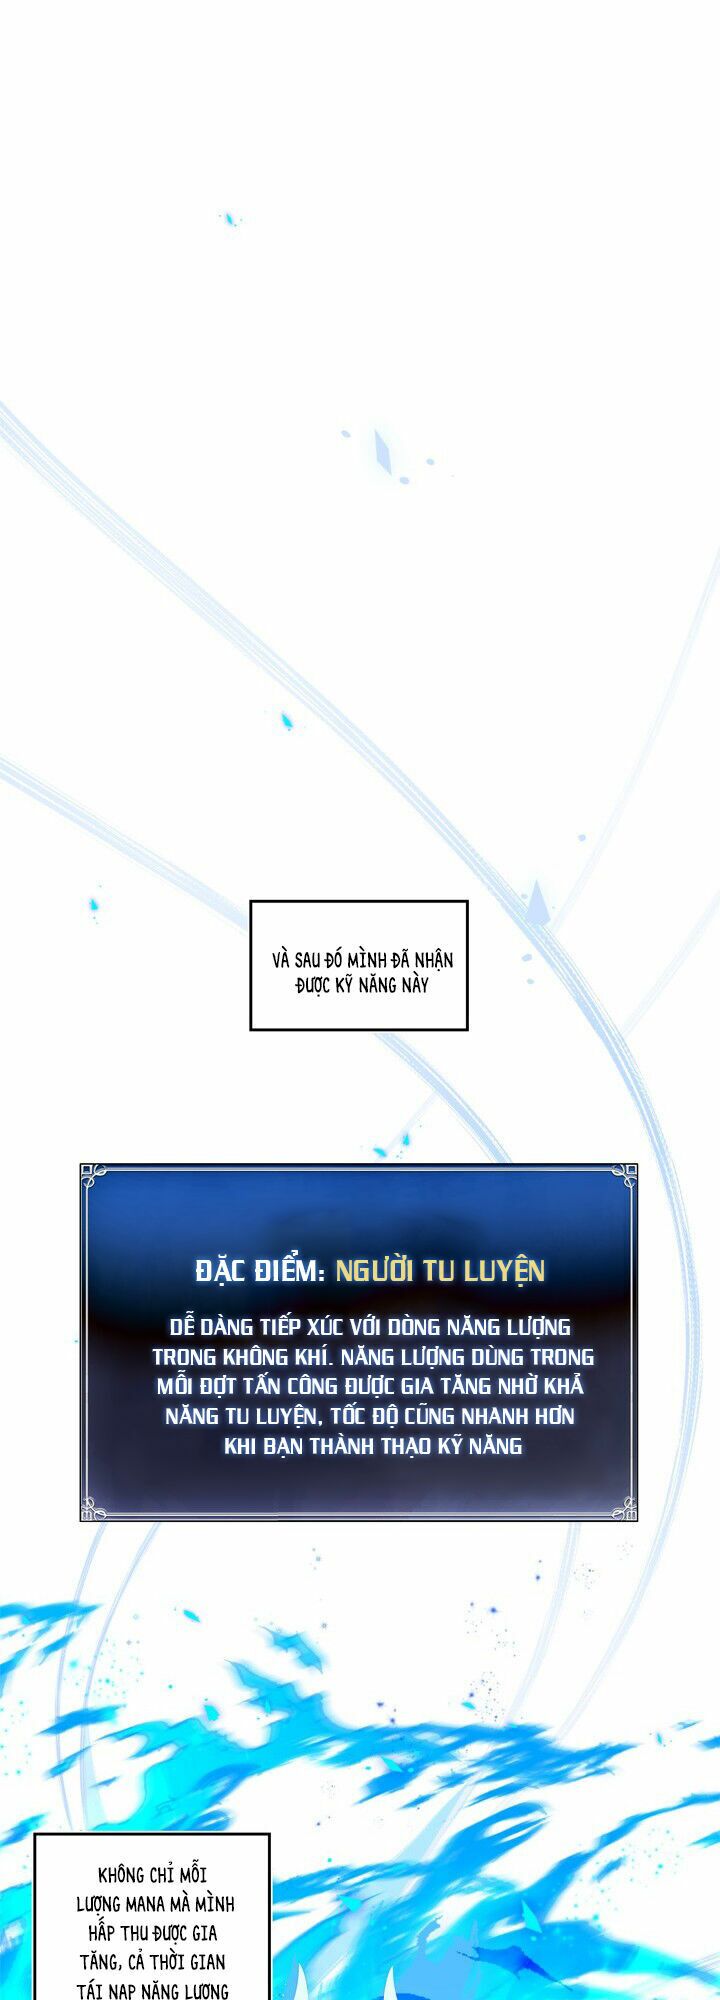 VÀ SAU ĐÓ MÌNH ĐÃ NHẬN
ĐƯỢC KỸ NĂNG NÀY
ĐẶC ĐIỂM: NGƯỜI TU LUYỆN
DỄ DÀNG TIẾP XÚC VỚI DÒNG NĂNG LƯỢNG
TRONG KHÔNG KHÍ. NĂNG LƯỢNG DÙNG TRONG
MỖI ĐỢT TẤN CÔNG ĐƯỢC GIA TĂNG NHỜ KHẢ
NĂNG TU LUYỆN, TỐC ĐỘ CŨNG NHANH HƠN
KHI BẠN THÀNH THẠO KỸ NĂNG
KHÔNG CHỈ MỖI
LƯỢNG MANA MÀ MÌNH
HẤP THU ĐƯỢC GIA
TĂNG, CẢ THỜI GIAN
TÁI NẠP NĂNG LƯỢNG